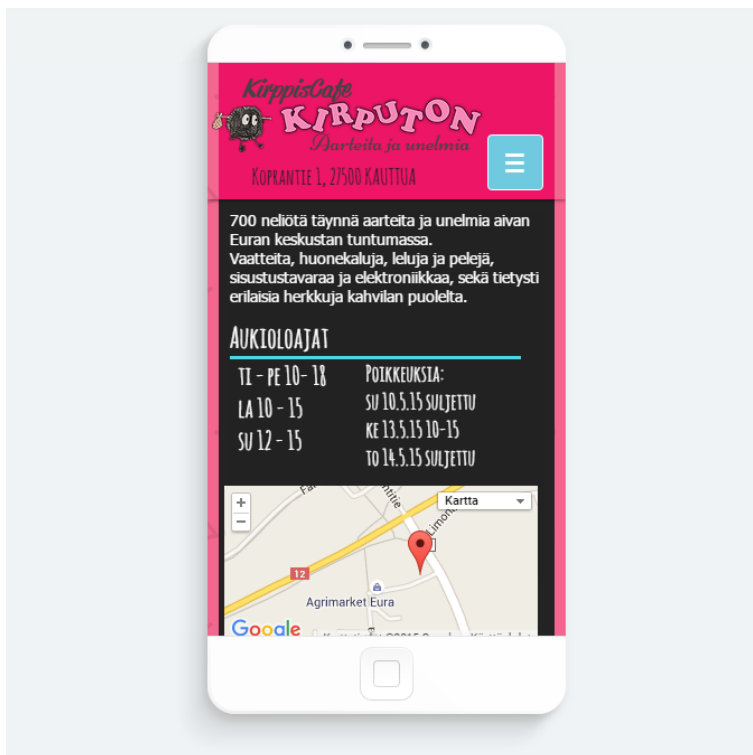 KirppisCafe
KIRPUTON
Aarteita ja unelmia
KOPRANTIE 1, 27500 KAUTTUA
700 neliötä täynnä aarteita ja unelmia aivan
Euran keskustan tuntumassa.
Vaatteita, huonekaluja, leluja ja pelejä,
sisustustavaraa ja elektroniikkaa, sekä tietysti
erilaisia herkkuja kahvilan puolelta.
AUKIOLOAJAT
TI - PE 10- 18
LA 10 - 15
SU 12 - 15
POIKKEUKSIA:
SU 10.5.15 SULJETTU
KE 13.5.15 10-15
TO 14.5.15 SULJETTU
+
−
Kartta
12
Agrimarket Eura
Google